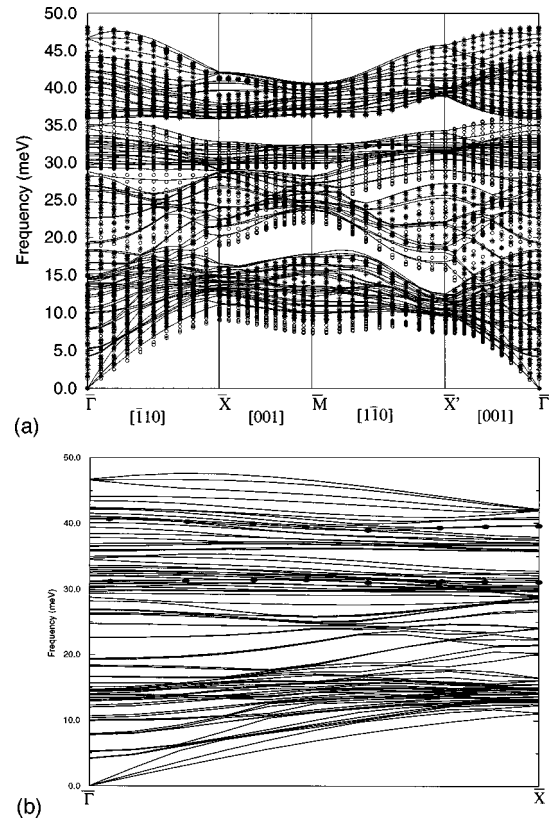 50.0
45.0
40.0
35.0
30.0
25.0
20.0
15.0
10.0
5.0
0.0
Frequency (meV)
Γ̅ X̅ M̅ X̅' Γ̅
[1̅10] [001] [11̅0] [001]
(a)
50.0
40.0
30.0
20.0
10.0
0.0
Frequency (meV)
Γ̅ X̅
(b)